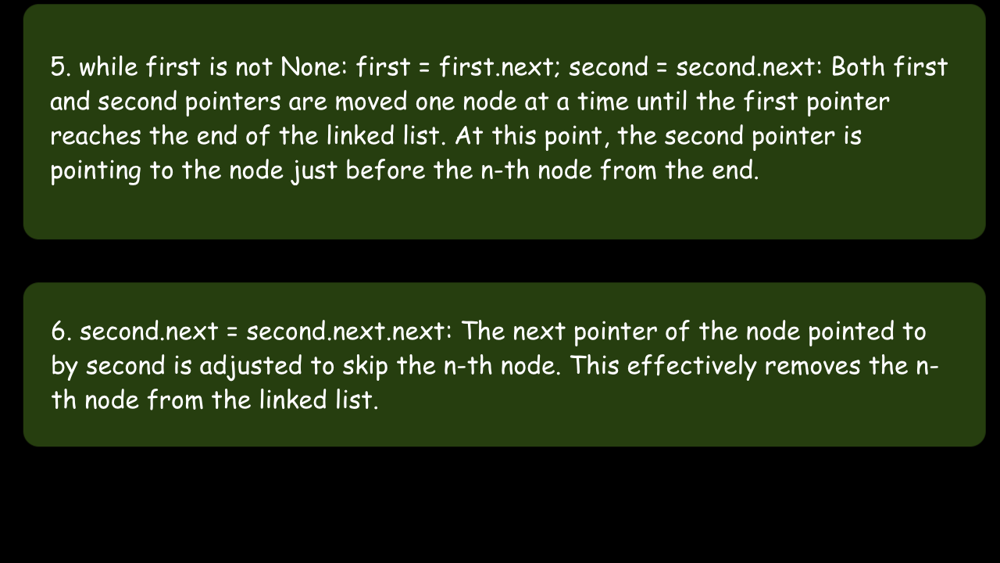 5. while first is not None: first = first.next; second = second.next: Both first
and second pointers are moved one node at a time until the first pointer
reaches the end of the linked list. At this point, the second pointer is
pointing to the node just before the n-th node from the end.
6. second.next = second.next.next: The next pointer of the node pointed to
by second is adjusted to skip the n-th node. This effectively removes the n-
th node from the linked list.